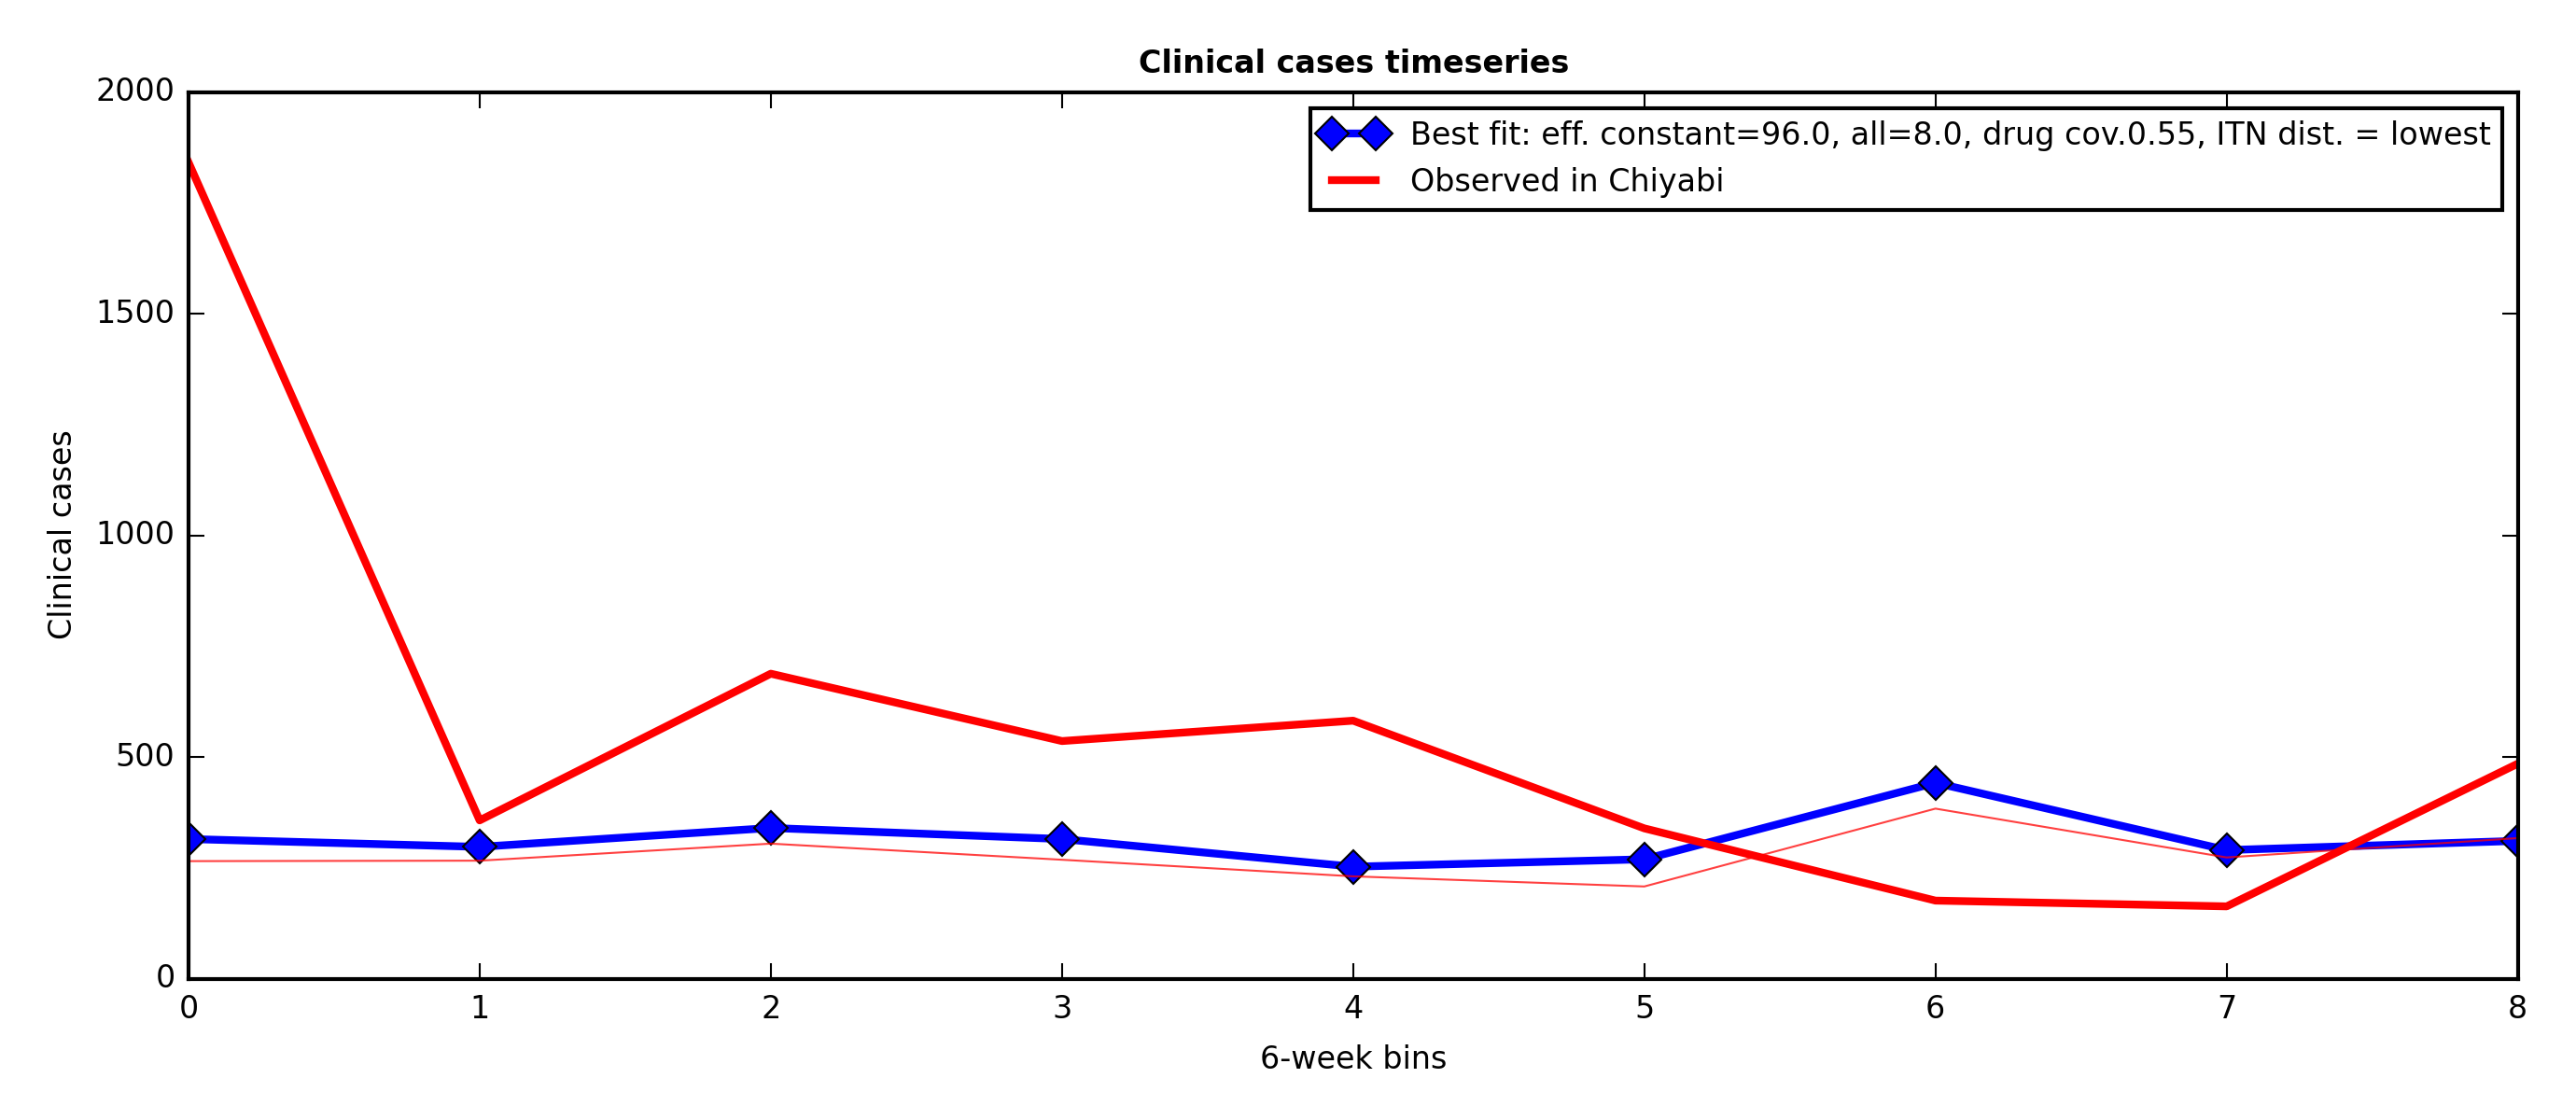 Clinical cases timeseries
2000
1500
1000
500
0
Clinical cases
Best fit: eff. constant=96.0, all=8.0, drug cov.0.55, ITN dist. = lowest
Observed in Chiyabi
0 1 2 3 4 5 6 7 8
6-week bins